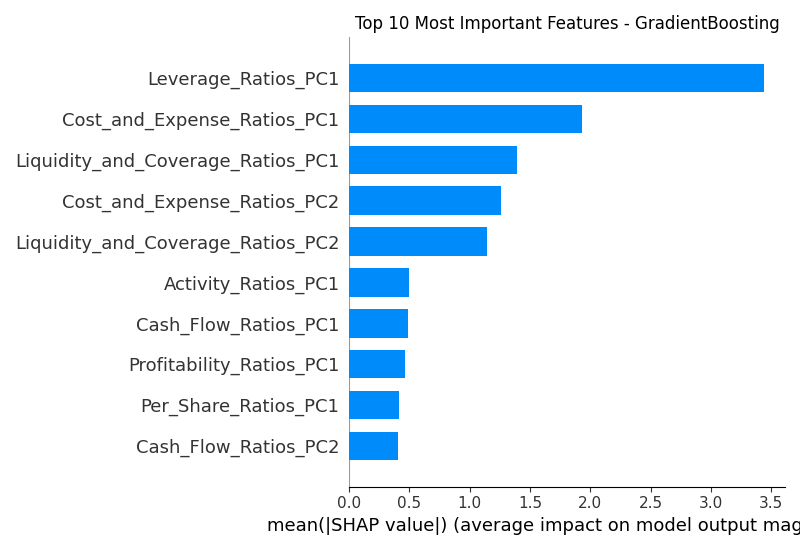 Top 10 Most Important Features - GradientBoosting
Leverage_Ratios_PC1
Cost_and_Expense_Ratios_PC1
Liquidity_and_Coverage_Ratios_PC1
Cost_and_Expense_Ratios_PC2
Liquidity_and_Coverage_Ratios_PC2
Activity_Ratios_PC1
Cash_Flow_Ratios_PC1
Profitability_Ratios_PC1
Per_Share_Ratios_PC1
Cash_Flow_Ratios_PC2
0.0 0.5 1.0 1.5 2.0 2.5 3.0 3.5
mean(|SHAP value|) (average impact on model output mag